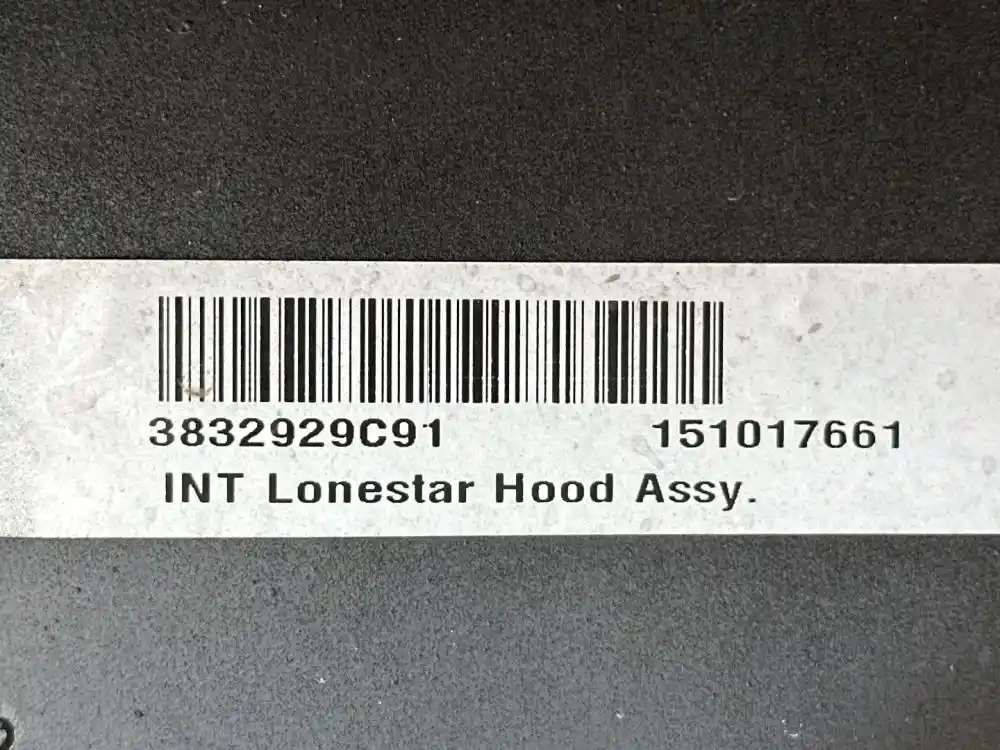 3832929C91 151017661
INT Lonestar Hood Assy.